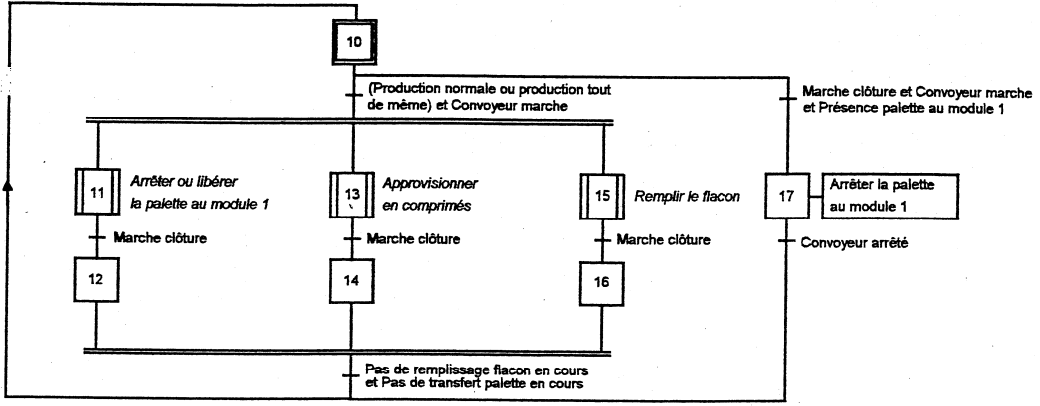 10
(Production normale ou production tout
de même) et Convoyeur marche
Marche clôture et Convoyeur marche
et Présence palette au module 1
11
Arrêter ou libérer
la palette au module 1
13
Approvisionner
en comprimés
15
Remplir le flacon
17
Arrêter la palette
au module 1
Marche clôture
Marche clôture
Marche clôture
Convoyeur arrêté
12
14
16
Pas de remplissage flacon en cours
et Pas de transfert palette en cours